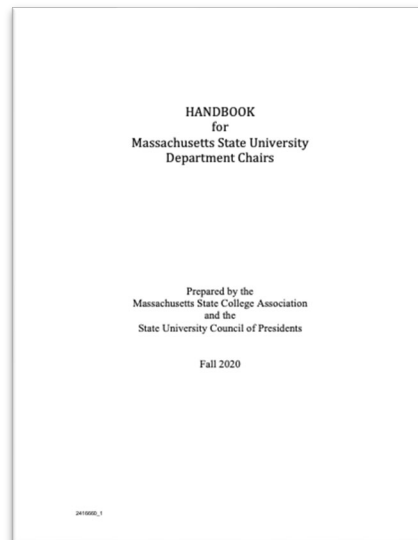 HANDBOOK
for
Massachusetts State University
Department Chairs
Prepared by the
Massachusetts State College Association
and the
State University Council of Presidents
Fall 2020
2416660_1